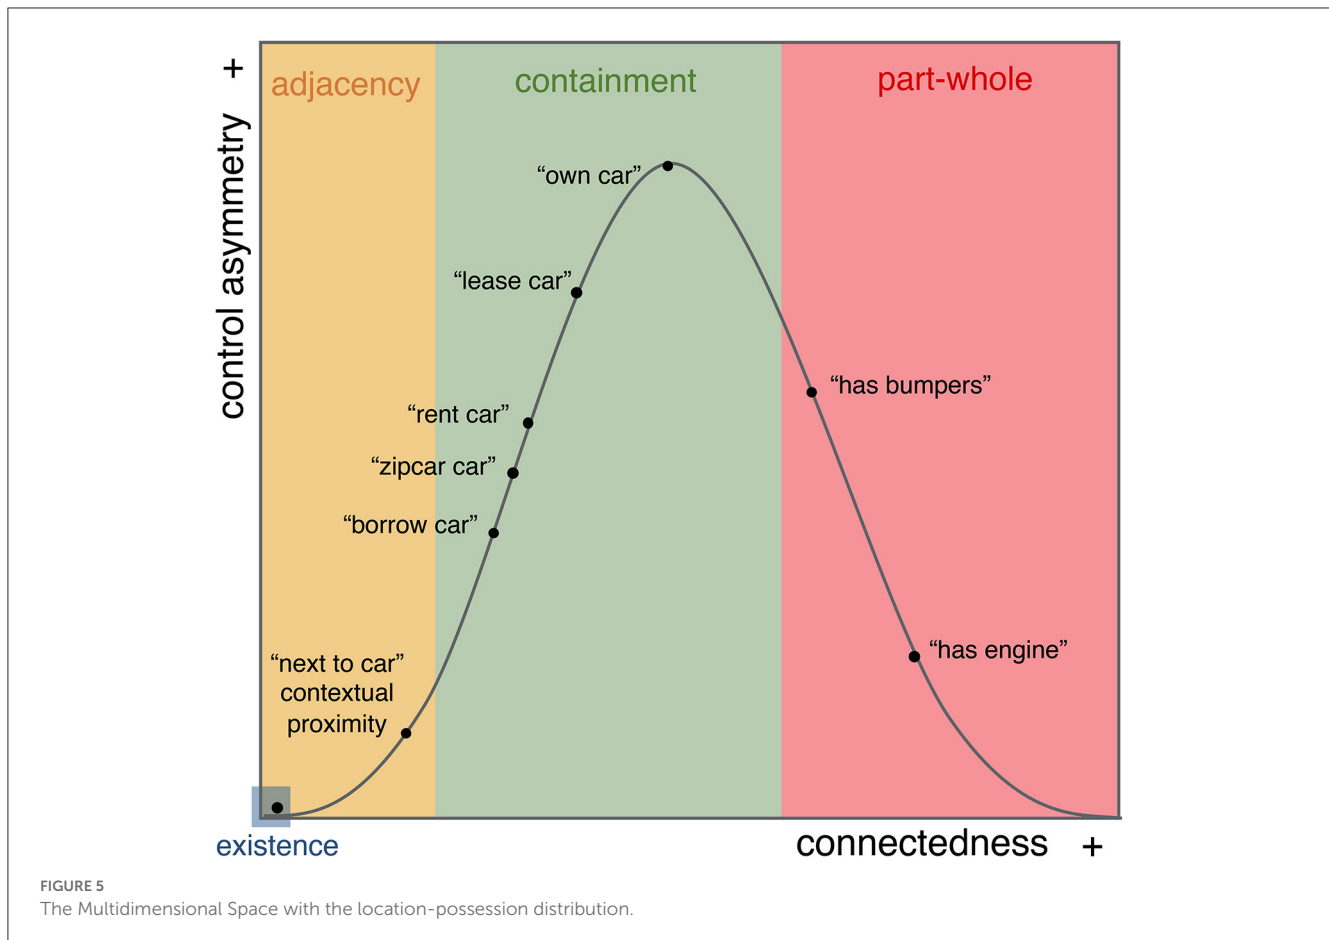 +
control asymmetry
adjacency
containment
part-whole
“own car”
“lease car”
“rent car”
“zipcar car”
“borrow car”
“has bumpers”
“next to car”
contextual
proximity
“has engine”
existence
connectedness +
FIGURE 5
The Multidimensional Space with the location-possession distribution.